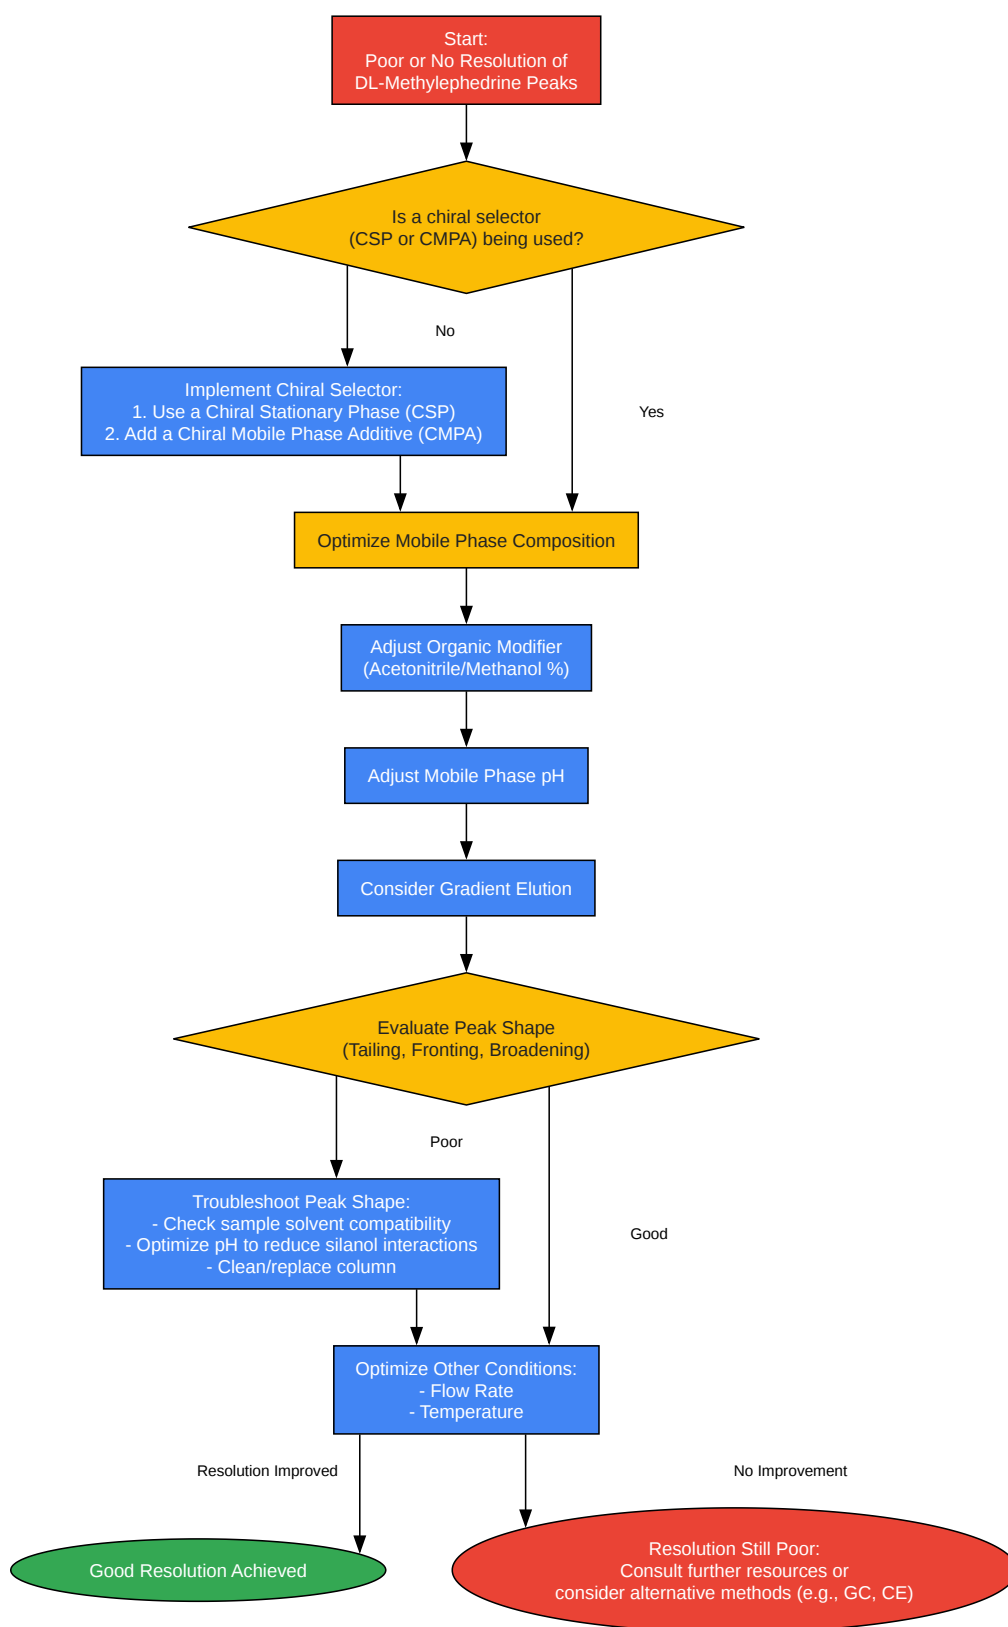 Start:
Poor or No Resolution of
DL-Methylephedrine Peaks
Is a chiral selector
(CSP or CMPA) being used?
No
Implement Chiral Selector:
1. Use a Chiral Stationary Phase (CSP)
2. Add a Chiral Mobile Phase Additive (CMPA)
Yes
Optimize Mobile Phase Composition
Adjust Organic Modifier
(Acetonitrile/Methanol %)
Adjust Mobile Phase pH
Consider Gradient Elution
Evaluate Peak Shape
(Tailing, Fronting, Broadening)
Poor
Troubleshoot Peak Shape:
- Check sample solvent compatibility
- Optimize pH to reduce silanol interactions
- Clean/replace column
Good
Optimize Other Conditions:
- Flow Rate
- Temperature
Resolution Improved
No Improvement
Good Resolution Achieved
Resolution Still Poor:
Consult further resources or
consider alternative methods (e.g., GC, CE)